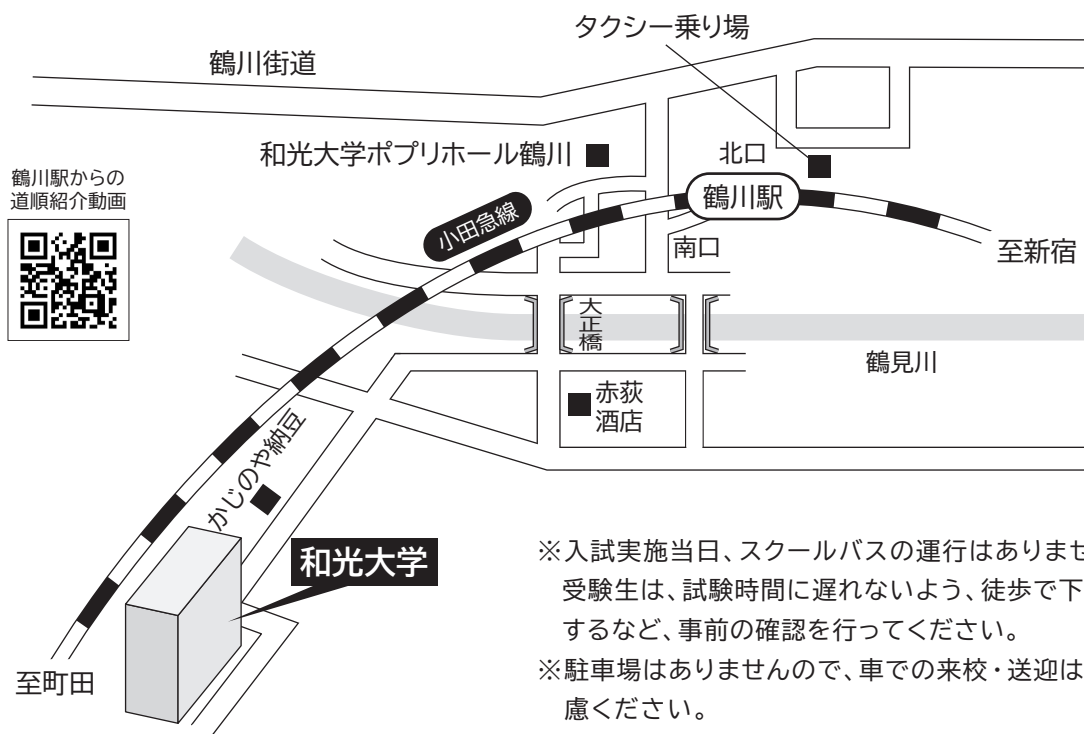 タクシー乗り場
鶴川街道
和光大学ポプリホール鶴川
北口
鶴川駅からの
道順紹介動画
鶴川駅
小田急線
南口
至新宿
大正橋
鶴見川
赤荻
酒店
かじのや納豆
和光大学
至町田
※入試実施当日、スクールバスの運行はありませ
受験生は、試験時間に遅れないよう、徒歩で下
するなど、事前の確認を行ってください。
※駐車場はありませんので、車での来校・送迎は
慮ください。